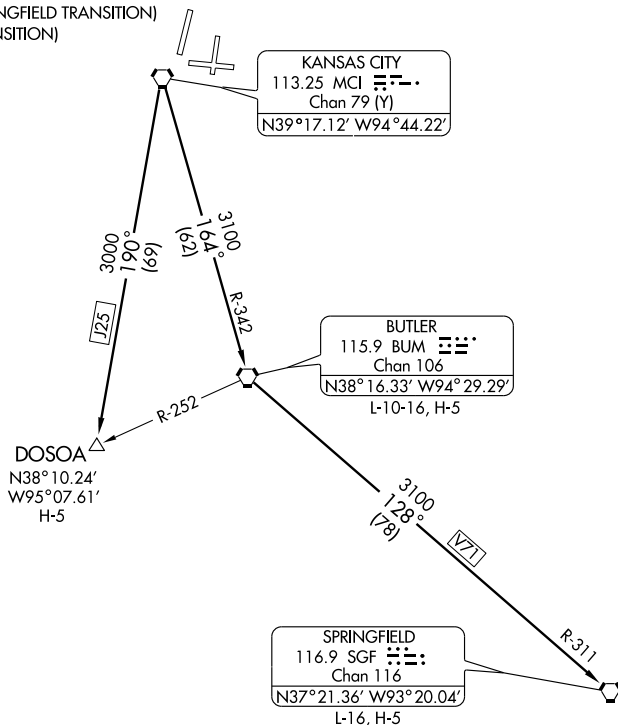 NGFIELD TRANSITION)
NSITION)
KANSAS CITY
113.25 MCI
Chan 79 (Y)
N39°17.12' W94°44.22'
3000
190°
(69)
3100
164°
(62)
J25
R-342
BUTLER
115.9 BUM
Chan 106
N38°16.33' W94°29.29'
L-10-16, H-5
R-252
DOSOA
N38°10.24'
W95°07.61'
H-5
3100
128°
(78)
V71
R-311
SPRINGFIELD
116.9 SGF
Chan 116
N37°21.36' W93°20.04'
L-16, H-5